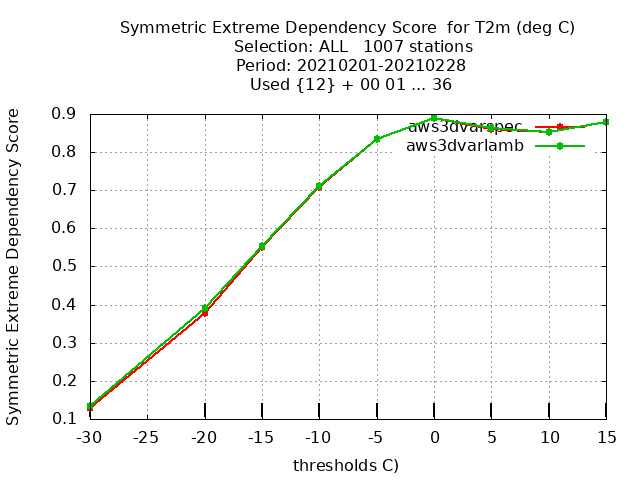 Symmetric Extreme Dependency Score  for T2m (deg C)
Selection: ALL   1007 stations
Period: 20210201-20210228
Used {12} + 00 01 ... 36
Symmetric Extreme Dependency Score
0.9
0.8
0.7
0.6
0.5
0.4
0.3
0.2
0.1
aws3dvarspec
aws3dvarlamb
-30 -25 -20 -15 -10 -5 0 5 10 15
thresholds C)